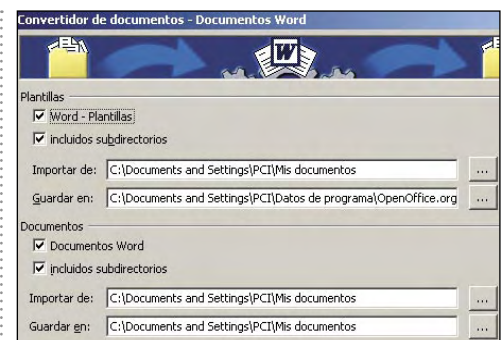 Convertidor de documentos - Documentos Word
W
Plantillas
Word - Plantillas
incluidos subdirectorios
Importar de: C:\Documents and Settings\PCI\Mis documentos ...
Guardar en: C:\Documents and Settings\PCI\Datos de programa\OpenOffice.org ...
Documentos
Documentos Word
incluidos subdirectorios
Importar de: C:\Documents and Settings\PCI\Mis documentos ...
Guardar en: C:\Documents and Settings\PCI\Mis documentos ...